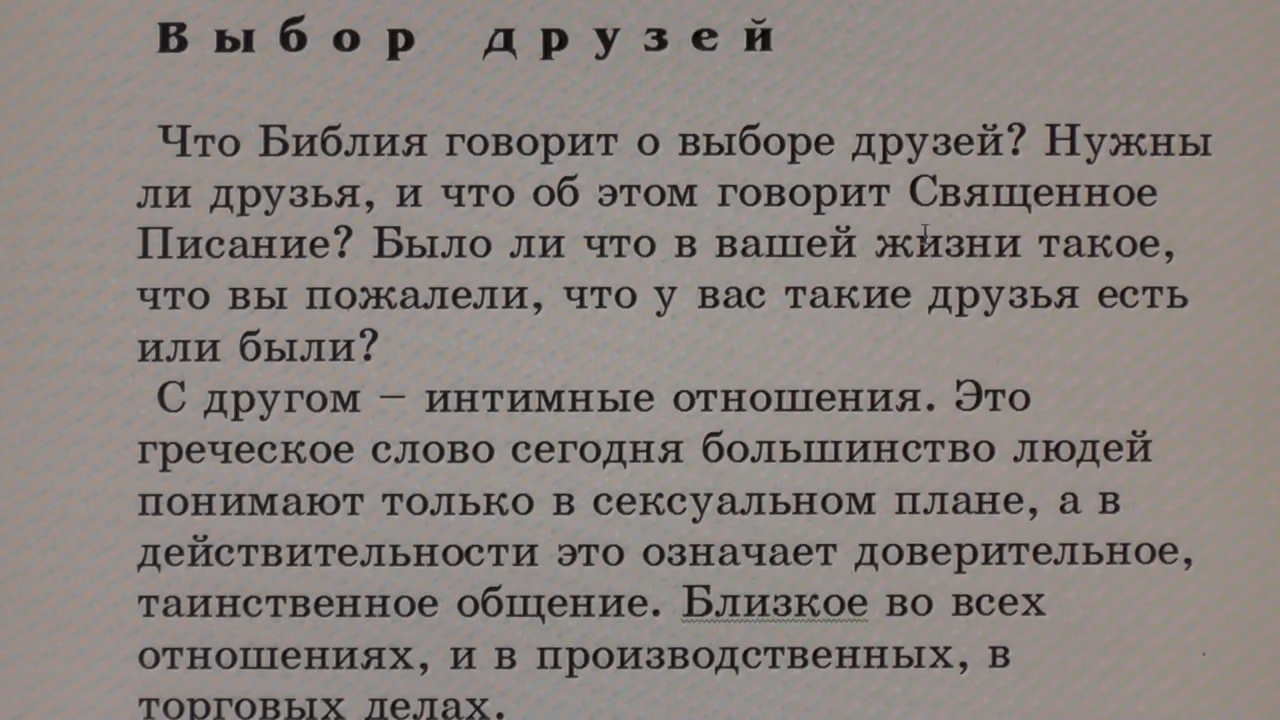 Выбор друзей
Что Библия говорит о выборе друзей? Нужны
ли друзья, и что об этом говорит Священное
Писание? Было ли что в вашей жизни такое,
что вы пожалели, что у вас такие друзья есть
или были?
С другом – интимные отношения. Это
греческое слово сегодня большинство людей
понимают только в сексуальном плане, а в
действительности это означает доверительное,
таинственное общение. Близкое во всех
отношениях, и в производственных, в
торговых делах.